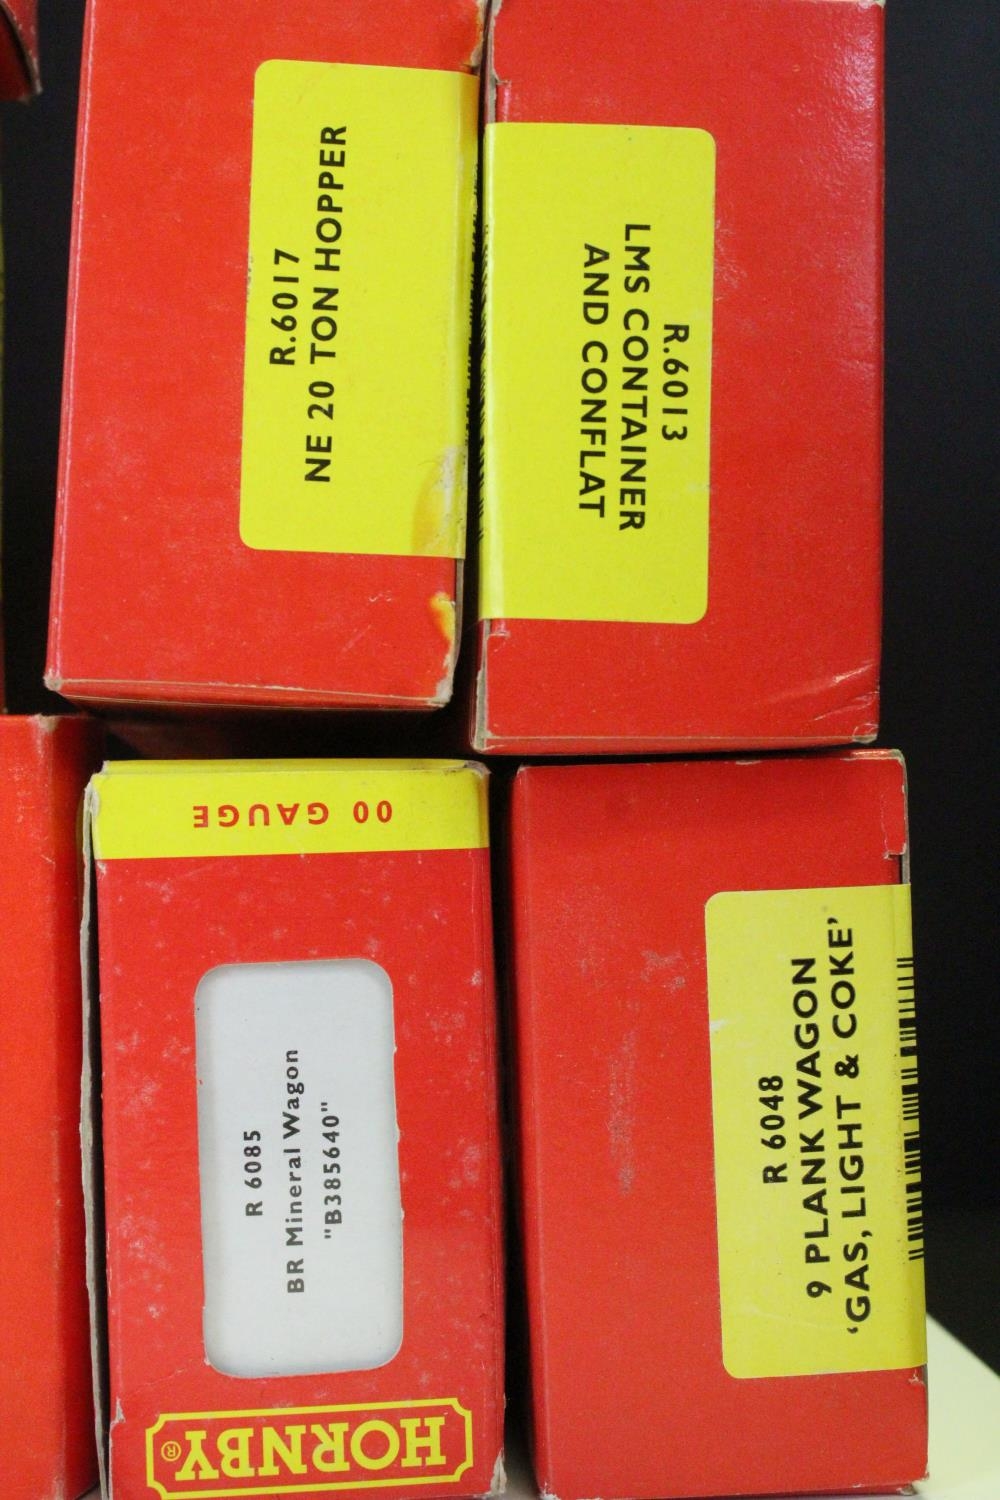 R.6017
NE 20 TON HOPPER
R.6013
LMS CONTAINER
AND CONFLAT
00 GAUGE
R 6085
BR Mineral Wagon
"B385640"
HORNBY®
R 6048
9 PLANK WAGON
‘GAS, LIGHT & COKE’